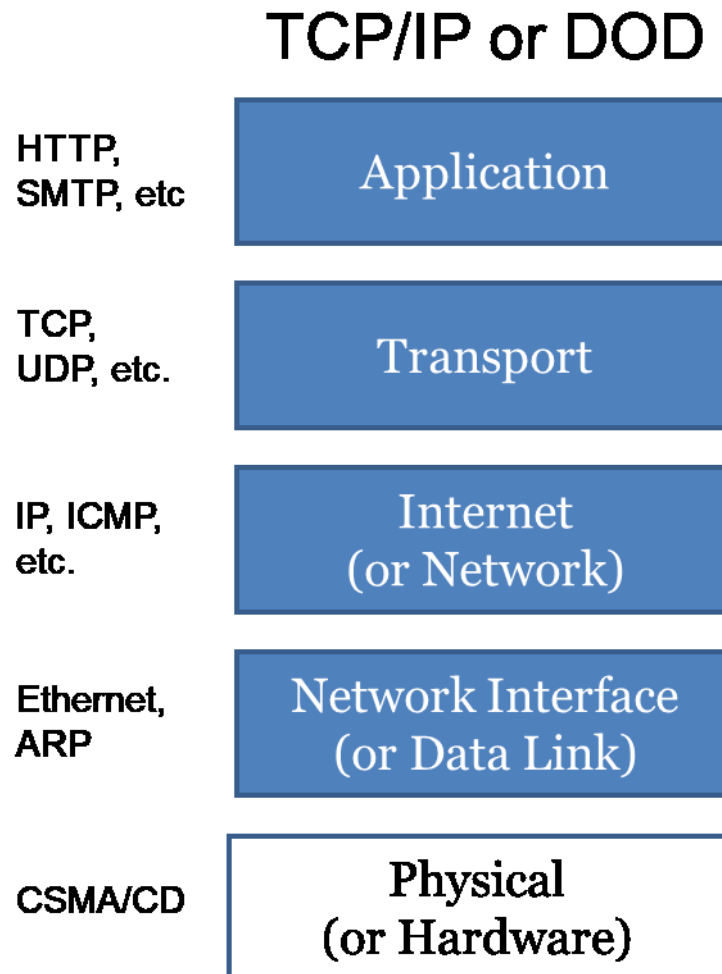 TCP/IP or DOD
HTTP,
SMTP, etc
Application
TCP,
UDP, etc.
Transport
IP, ICMP,
etc.
Internet
(or Network)
Ethernet,
ARP
Network Interface
(or Data Link)
CSMA/CD
Physical
(or Hardware)